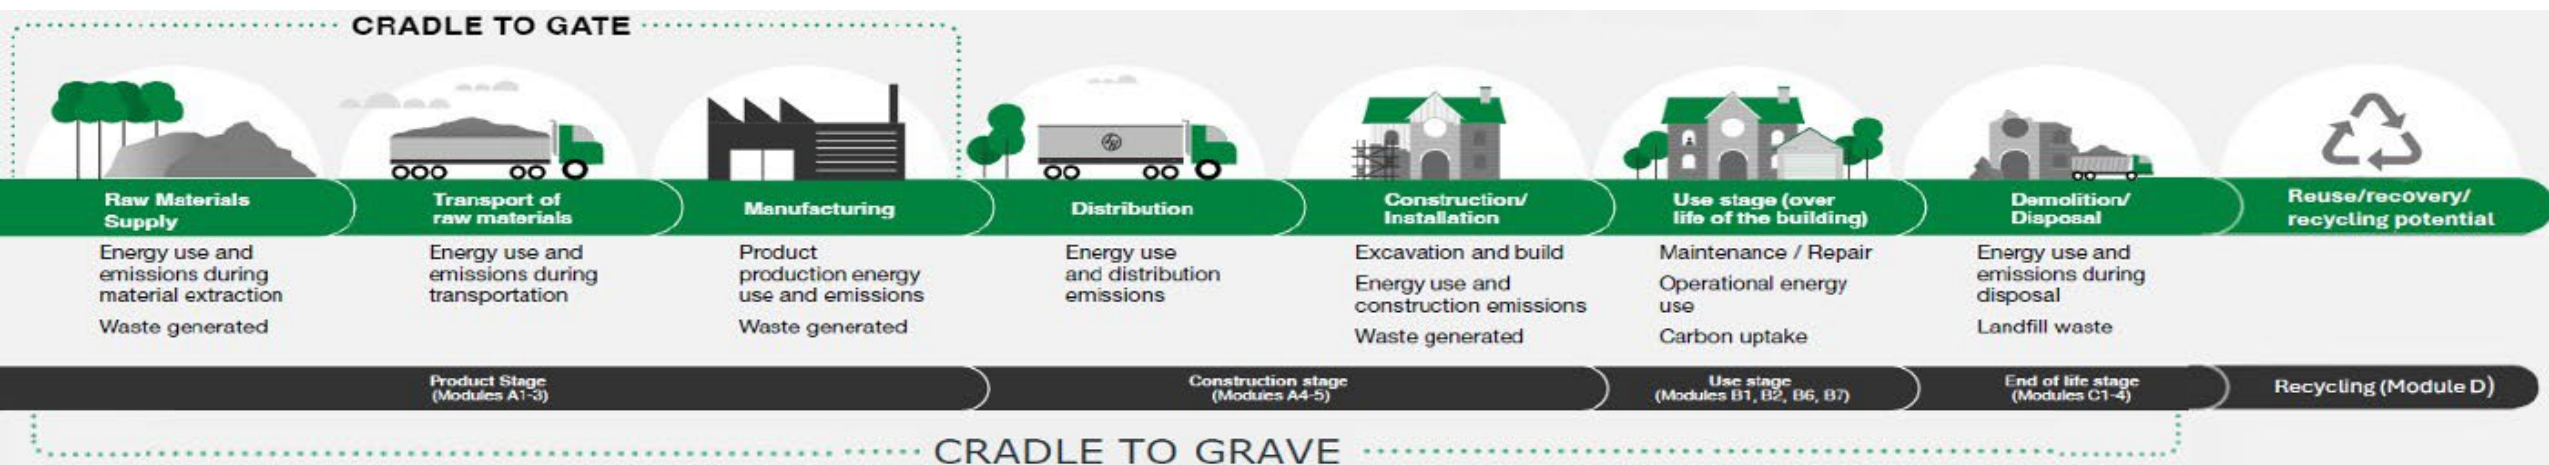 CRADLE TO GATE
Raw Materials
Supply
Transport of
raw materials
Manufacturing
Distribution
Construction/
Installation
Use stage (over
life of the building)
Demolition/
Disposal
Reuse/recovery/
recycling potential
Energy use and
emissions during
material extraction
Waste generated
Energy use and
emissions during
transportation
Product
production energy
use and emissions
Waste generated
Energy use
and distribution
emissions
Excavation and build
Energy use and
construction emissions
Waste generated
Maintenance / Repair
Operational energy
use
Carbon uptake
Energy use and
emissions during
disposal
Landfill waste
Product Stage
(Modules A1-3)
Construction stage
(Modules A4-5)
Use stage
(Modules B1, B2, B6, B7)
End of life stage
(Modules C1-4)
Recycling (Module D)
CRADLE TO GRAVE